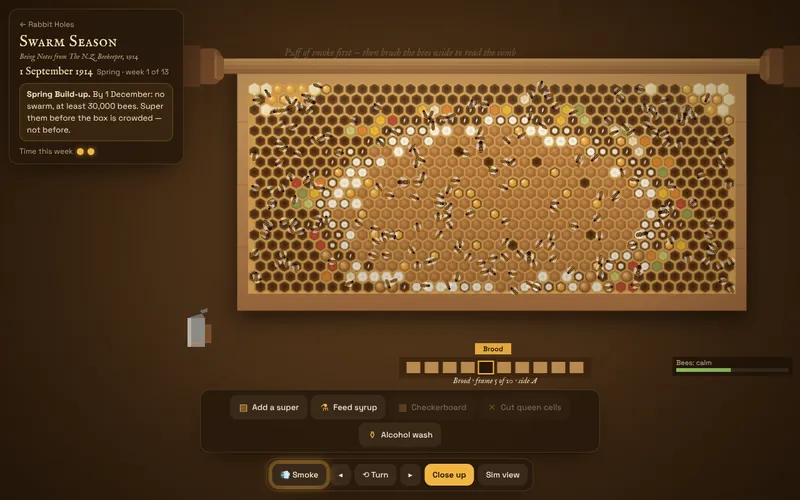 ← Rabbit Holes
Swarm Season
Being Notes from The N.Z. Beekeeper, 1914
1 September 1914 Spring · week 1 of 13
Spring Build-up. By 1 December: no
swarm, at least 30,000 bees. Super
them before the box is crowded —
not before.
Time this week
Puff of smoke first — then brush the bees aside to read the comb
Brood
Brood · frame 5 of 10 · side A
Bees: calm
Add a super
Feed syrup
Checkerboard
Cut queen cells
Alcohol wash
Smoke
Turn
Close up
Sim view